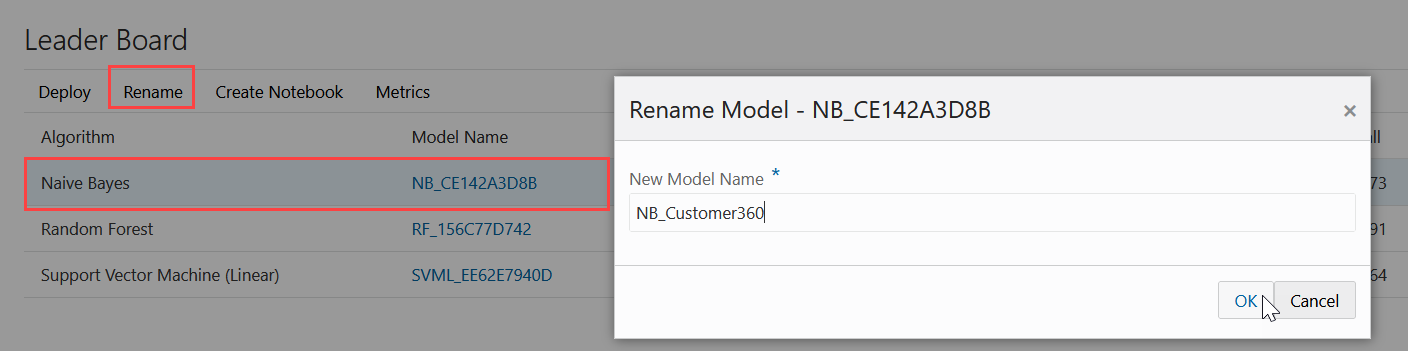 Leader Board
Deploy Rename Create Notebook Metrics
Algorithm Model Name
Naive Bayes NB_CE142A3D8B 73
Random Forest RF_156C77D742 91
Support Vector Machine (Linear) SVML_EE62E7940D 64
Rename Model - NB_CE142A3D8B ×
New Model Name *
NB_Customer360
OK Cancel